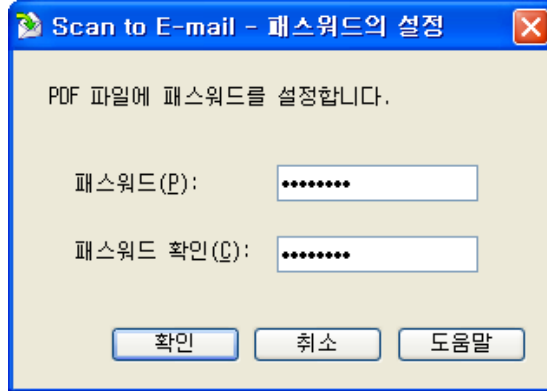 Scan to E-mail - 패스워드의 설정
PDF 파일에 패스워드를 설정합니다.
패스워드(P): ••••••••
패스워드 확인(C): ••••••••
확인 취소 도움말